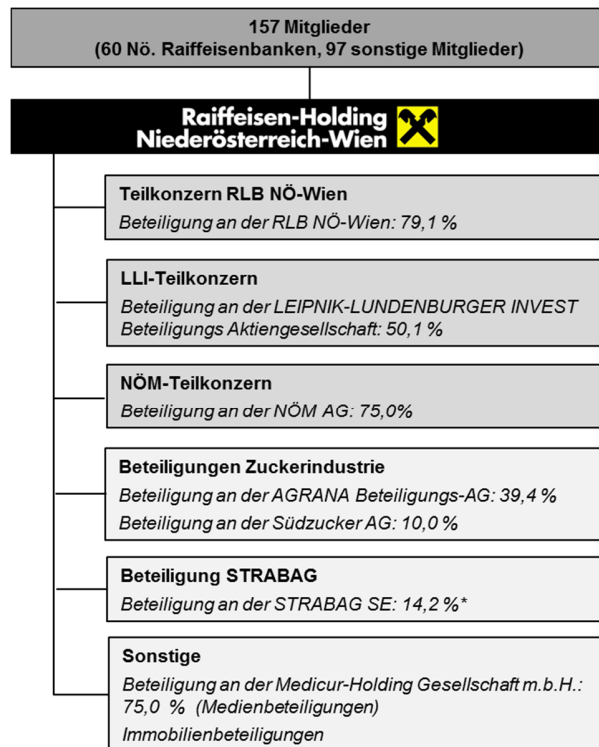 157 Mitglieder
(60 Nö. Raiffeisenbanken, 97 sonstige Mitglieder)
Raiffeisen-Holding
Niederösterreich-Wien
Teilkonzern RLB NÖ-Wien
Beteiligung an der RLB NÖ-Wien: 79,1 %
LLI-Teilkonzern
Beteiligung an der LEIPNIK-LUNDENBURGER INVEST
Beteiligungs Aktiengesellschaft: 50,1 %
NÖM-Teilkonzern
Beteiligung an der NÖM AG: 75,0%
Beteiligungen Zuckerindustrie
Beteiligung an der AGRANA Beteiligungs-AG: 39,4 %
Beteiligung an der Südzucker AG: 10,0 %
Beteiligung STRABAG
Beteiligung an der STRABAG SE: 14,2 %*
Sonstige
Beteiligung an der Medicur-Holding Gesellschaft m.b.H.:
75,0 % (Medienbeteiligungen)
Immobilienbeteiligungen